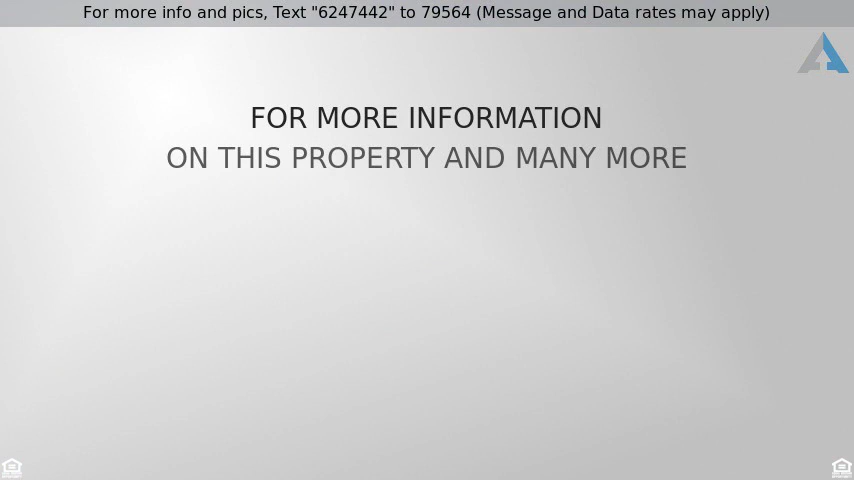 For more info and pics, Text "6247442" to 79564 (Message and Data rates may apply)
FOR MORE INFORMATION
ON THIS PROPERTY AND MANY MORE